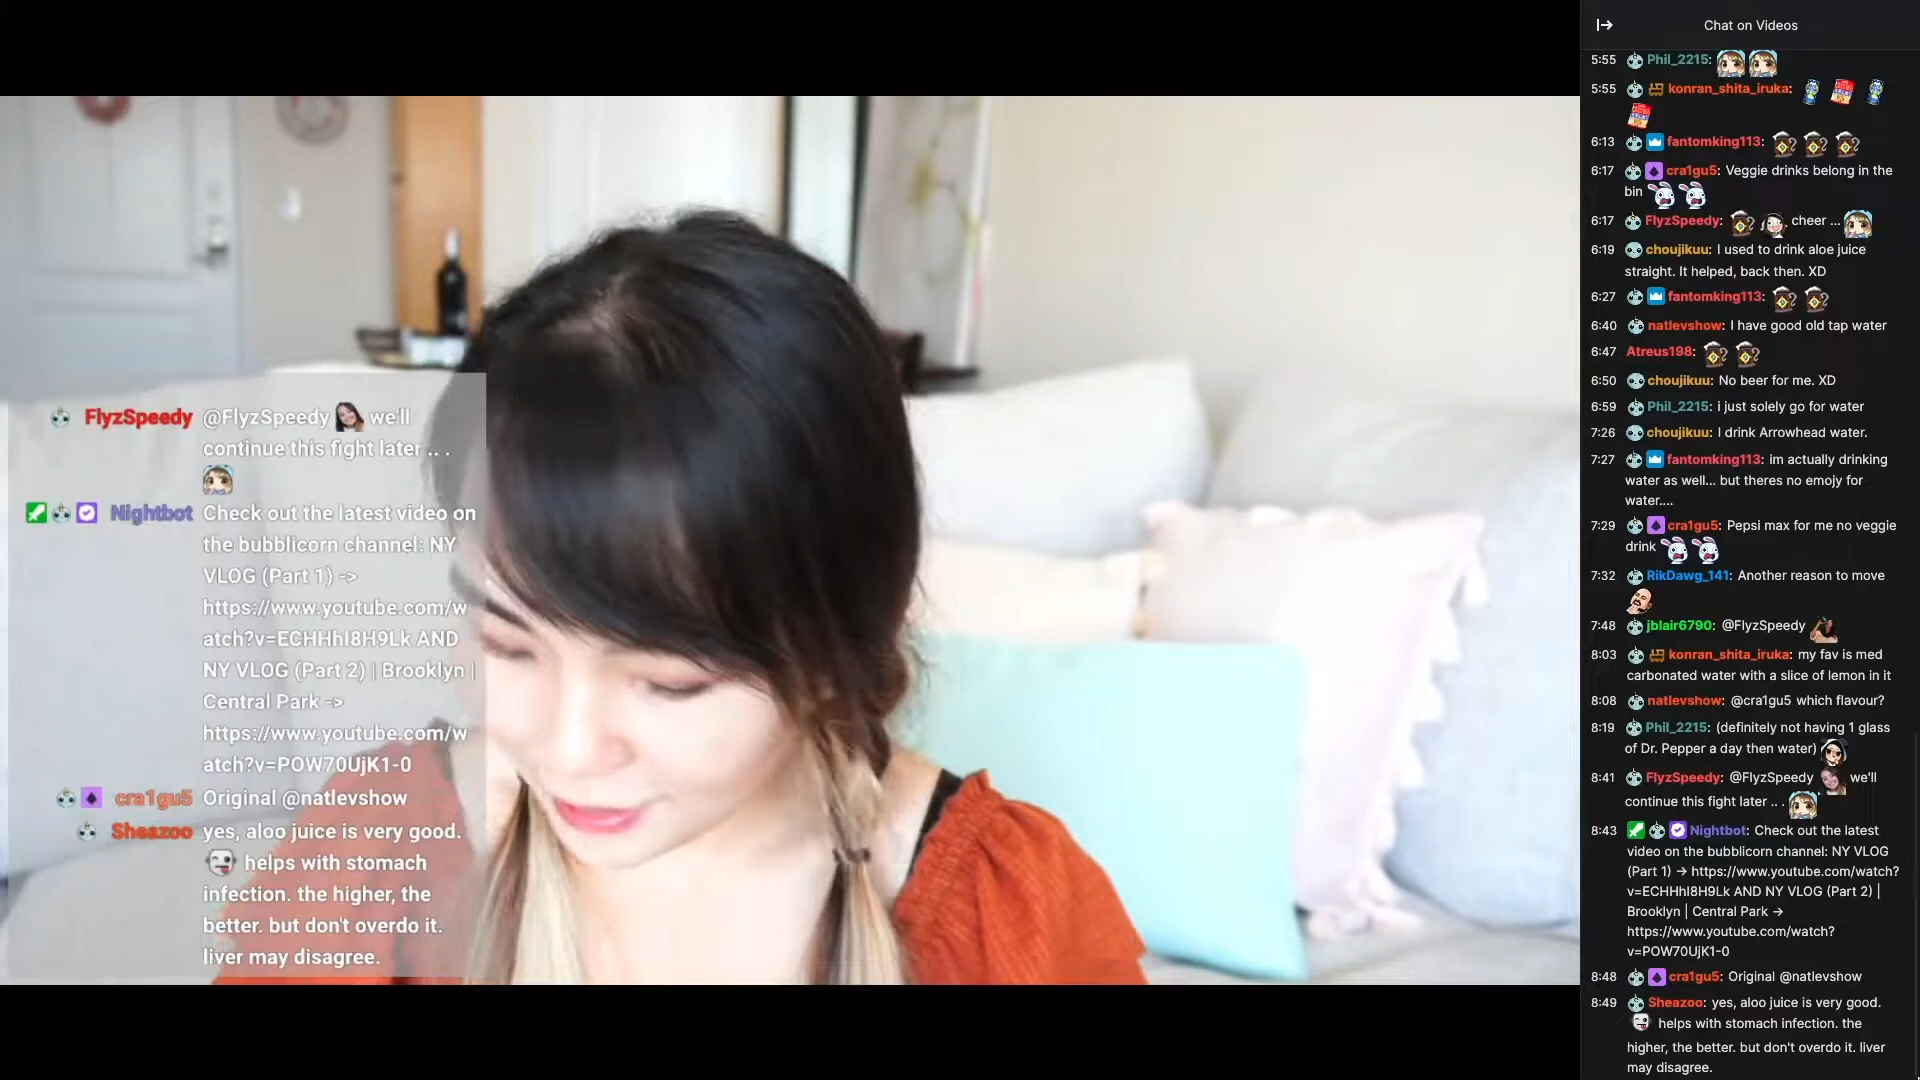 FlyzSpeedy @FlyzSpeedy we'll
continue this fight later .. .
Nightbot Check out the latest video on
the bubblicorn channel: NY
VLOG (Part 1) ->
https://www.youtube.com/w
atch?v=ECHHhI8H9Lk AND
NY VLOG (Part 2) | Brooklyn |
Central Park ->
https://www.youtube.com/w
atch?v=POW70UjK1-0
cra1gu5 Original @natlevshow
Sheazoo yes, aloo juice is very good.
helps with stomach
infection. the higher, the
better. but don't overdo it.
liver may disagree.
Chat on Videos
5:55 Phil_2215:
5:55 konran_shita_iruka:
6:13 fantomking113:
6:17 cra1gu5: Veggie drinks belong in the
bin
6:17 FlyzSpeedy: cheer ...
6:19 choujikuu: I used to drink aloe juice
straight. It helped, back then. XD
6:27 fantomking113:
6:40 natlevshow: I have good old tap water
6:47 Atreus198:
6:50 choujikuu: No beer for me. XD
6:59 Phil_2215: i just solely go for water
7:26 choujikuu: I drink Arrowhead water.
7:27 fantomking113: im actually drinking
water as well... but theres no emojy for
water....
7:29 cra1gu5: Pepsi max for me no veggie
drink
7:32 RikDawg_141: Another reason to move
7:48 jblair6790: @FlyzSpeedy
8:03 konran_shita_iruka: my fav is med
carbonated water with a slice of lemon in it
8:08 natlevshow: @cra1gu5 which flavour?
8:19 Phil_2215: (definitely not having 1 glass
of Dr. Pepper a day then water)
8:41 FlyzSpeedy: @FlyzSpeedy we'll
continue this fight later .. .
8:43 Nightbot: Check out the latest
video on the bubblicorn channel: NY VLOG
(Part 1) -> https://www.youtube.com/watch?
v=ECHHhI8H9Lk AND NY VLOG (Part 2) |
Brooklyn | Central Park ->
https://www.youtube.com/watch?
v=POW70UjK1-0
8:48 cra1gu5: Original @natlevshow
8:49 Sheazoo: yes, aloo juice is very good.
helps with stomach infection. the
higher, the better. but don't overdo it. liver
may disagree.